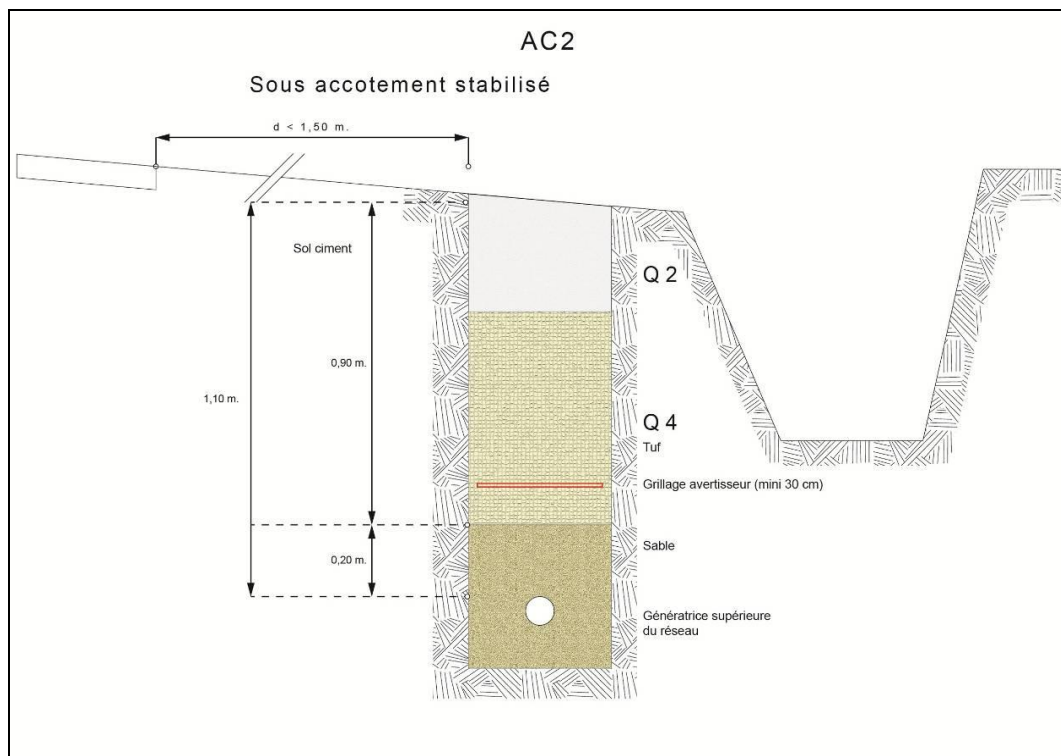 AC2
Sous accotement stabilisé
d < 1,50 m.
Sol ciment
Q 2
0,90 m.
1,10 m.
Q 4
Tuf
Grillage avertisseur (mini 30 cm)
Sable
0,20 m.
Génératrice supérieure
du réseau